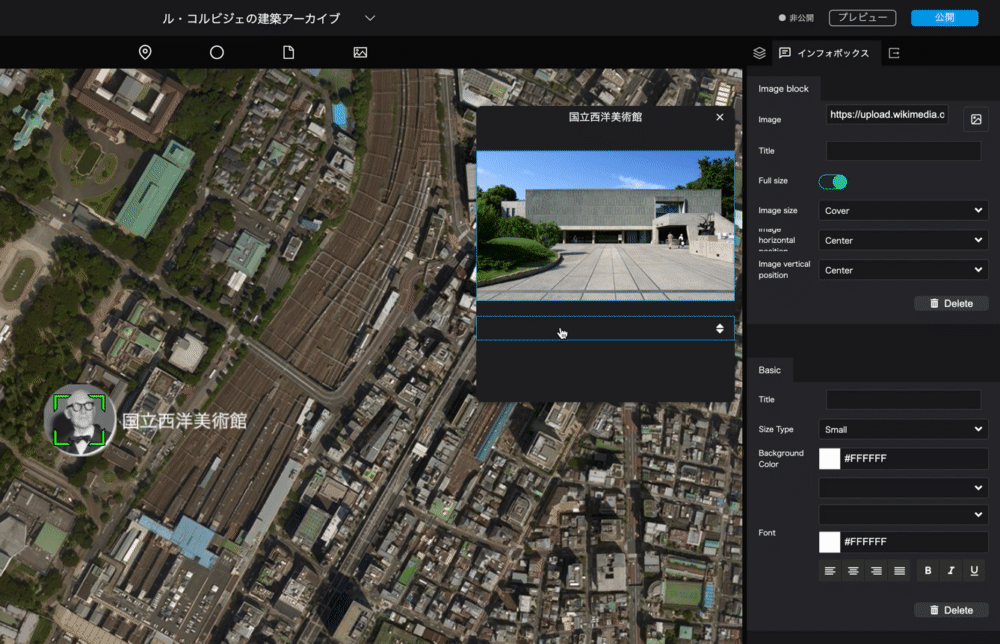 ル・コルビジェの建築アーカイブ
非公開
プレビュー
公開
インフォボックス
国立西洋美術館
国立西洋美術館
Image block
Image
https://upload.wikimedia.c
Title
Full size
Image size
Cover
Image horizontal position
Center
Image vertical position
Center
Delete
Basic
Title
Size Type
Small
Background Color
#FFFFFF
Font
#FFFFFF
B I U
Delete